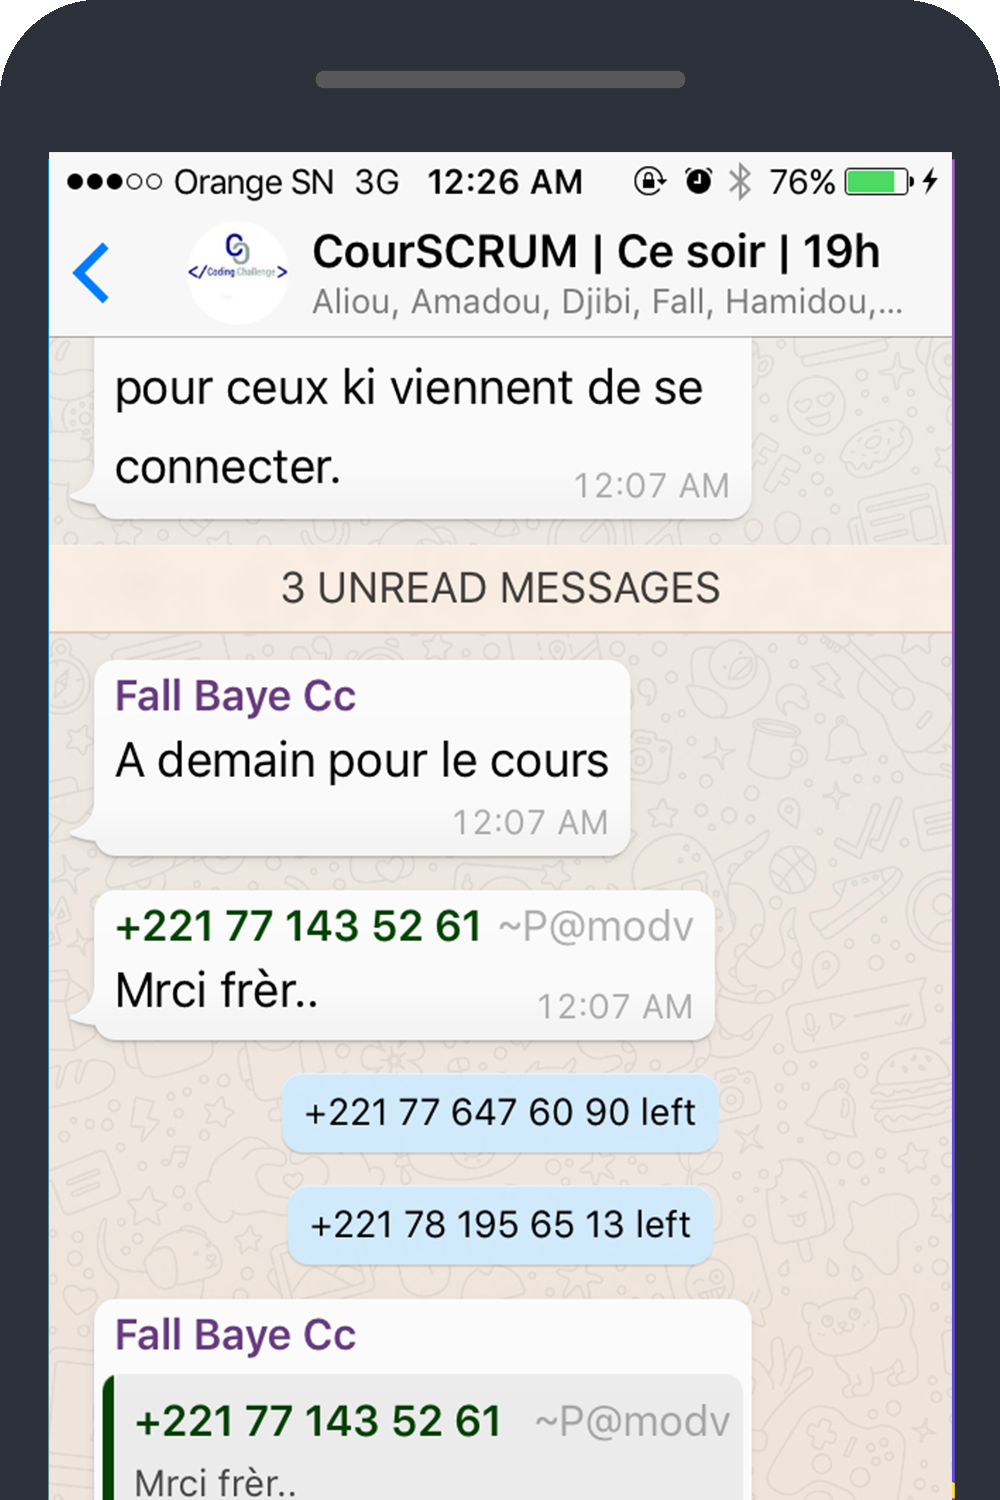 Orange SN 3G 12:26 AM 76%
</Coding Challenge>
CourSCRUM | Ce soir | 19h
Aliou, Amadou, Djibi, Fall, Hamidou,...
pour ceux ki viennent de se
connecter.
12:07 AM
3 UNREAD MESSAGES
Fall Baye Cc
A demain pour le cours
12:07 AM
+221 77 143 52 61 ~P@modv
Mrci frèr..
12:07 AM
+221 77 647 60 90 left
+221 78 195 65 13 left
Fall Baye Cc
+221 77 143 52 61 ~P@modv
Mrci frèr..